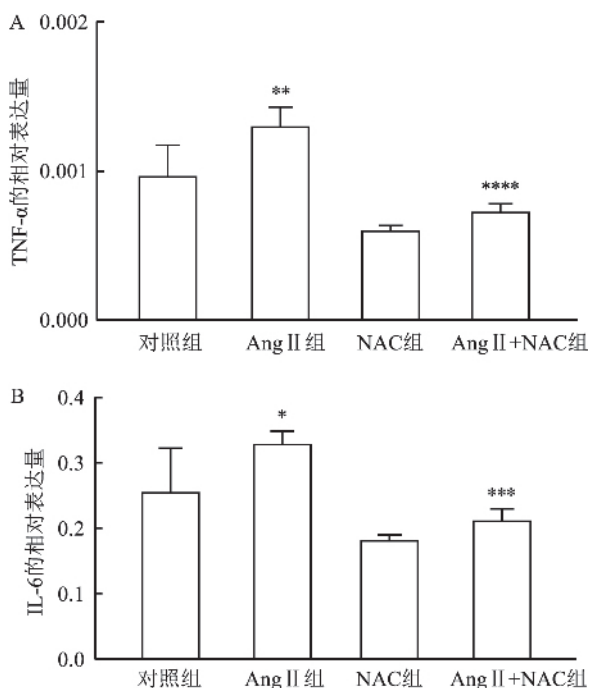 A
TNF-α的相对表达量
0.002
0.001
0.000
**
****
对照组 AngⅡ组 NAC组 AngⅡ+NAC组
B
IL-6的相对表达量
0.4
0.3
0.2
0.1
0.0
*
***
对照组 AngⅡ组 NAC组 AngⅡ+NAC组